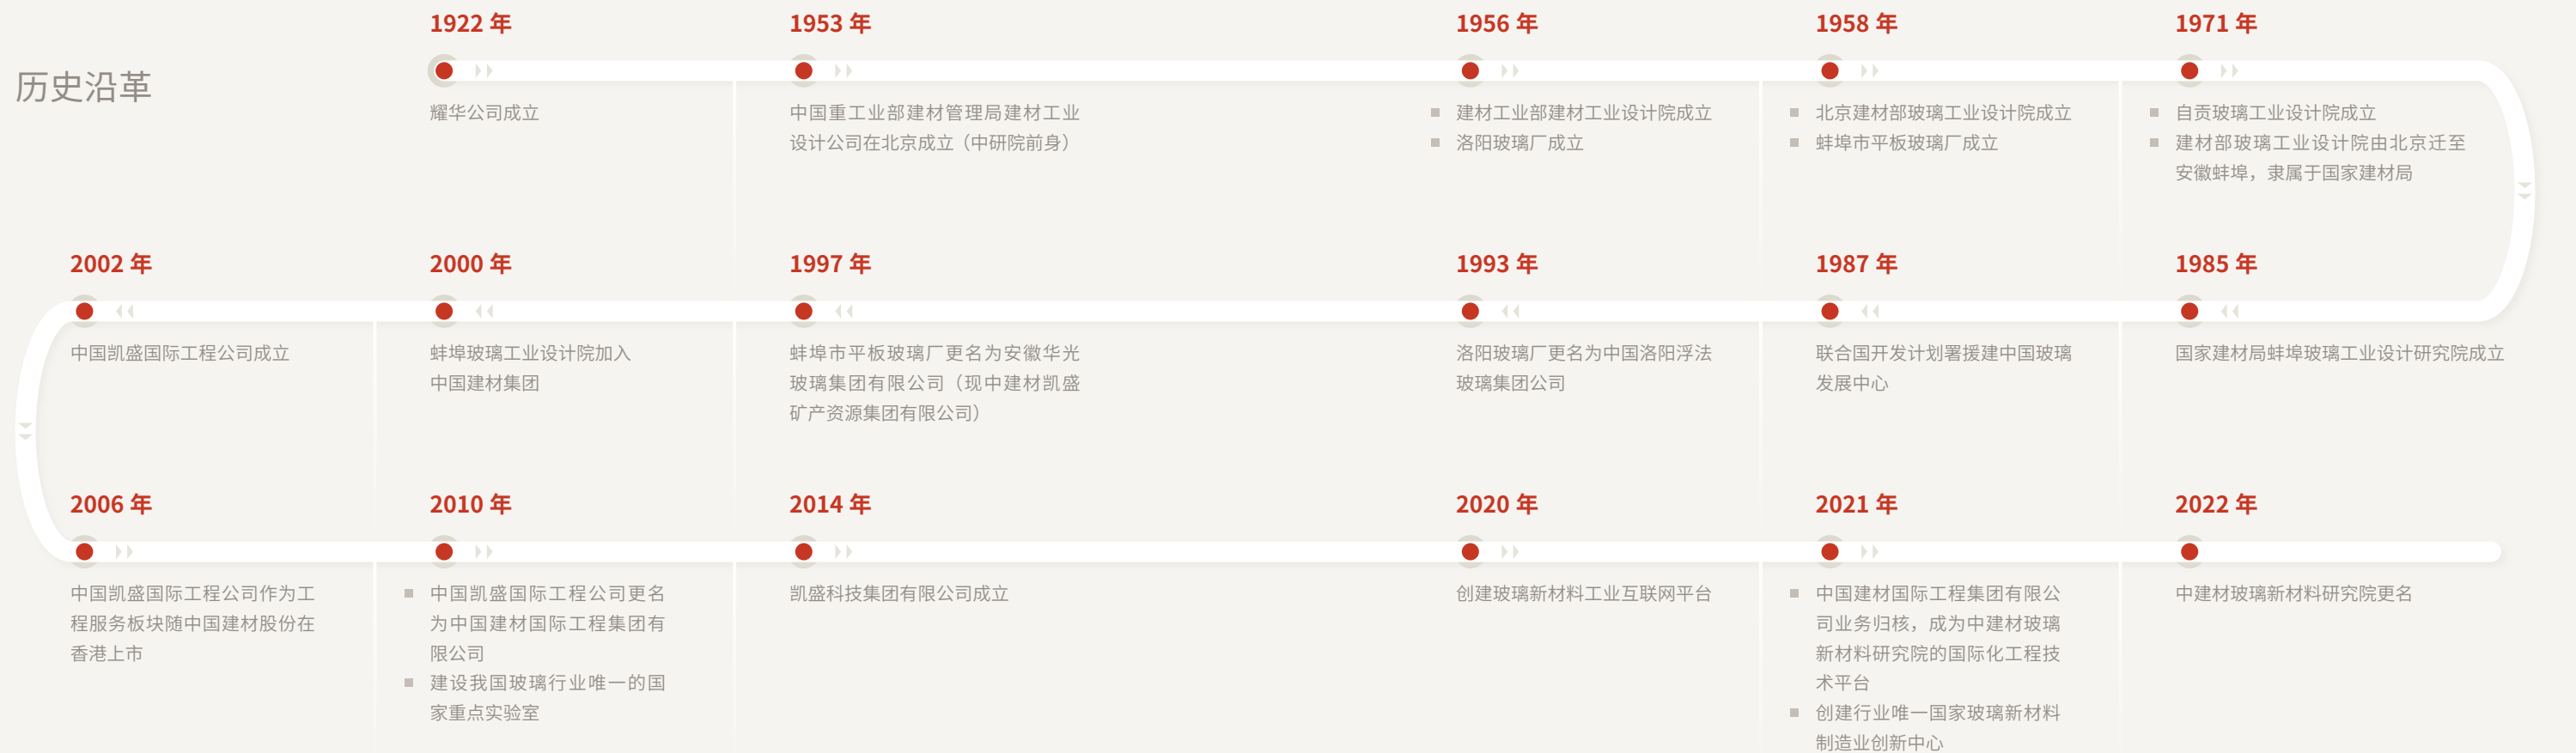 历史沿革
1922 年
耀华公司成立
1953 年
中国重工业部建材管理局建材工业
设计公司在北京成立（中研院前身）
1956 年
建材工业部建材工业设计院成立
洛阳玻璃厂成立
1958 年
北京建材部玻璃工业设计院成立
蚌埠市平板玻璃厂成立
1971 年
自贡玻璃工业设计院成立
建材部玻璃工业设计院由北京迁至
安徽蚌埠，隶属于国家建材局
1985 年
国家建材局蚌埠玻璃工业设计研究院成立
1987 年
联合国开发计划署援建中国玻璃
发展中心
1993 年
洛阳玻璃厂更名为中国洛阳浮法
玻璃集团公司
1997 年
蚌埠市平板玻璃厂更名为安徽华光
玻璃集团有限公司（现中建材凯盛
矿产资源集团有限公司）
2000 年
蚌埠玻璃工业设计院加入
中国建材集团
2002 年
中国凯盛国际工程公司成立
2006 年
中国凯盛国际工程公司作为工
程服务板块随中国建材股份在
香港上市
2010 年
中国凯盛国际工程公司更名
为中国建材国际工程集团有
限公司
建设我国玻璃行业唯一的国
家重点实验室
2014 年
凯盛科技集团有限公司成立
2020 年
创建玻璃新材料工业互联网平台
2021 年
中国建材国际工程集团有限公
司业务归核，成为中建材玻璃
新材料研究院的国际化工程技
术平台
创建行业唯一国家玻璃新材料
制造业创新中心
2022 年
中建材玻璃新材料研究院更名